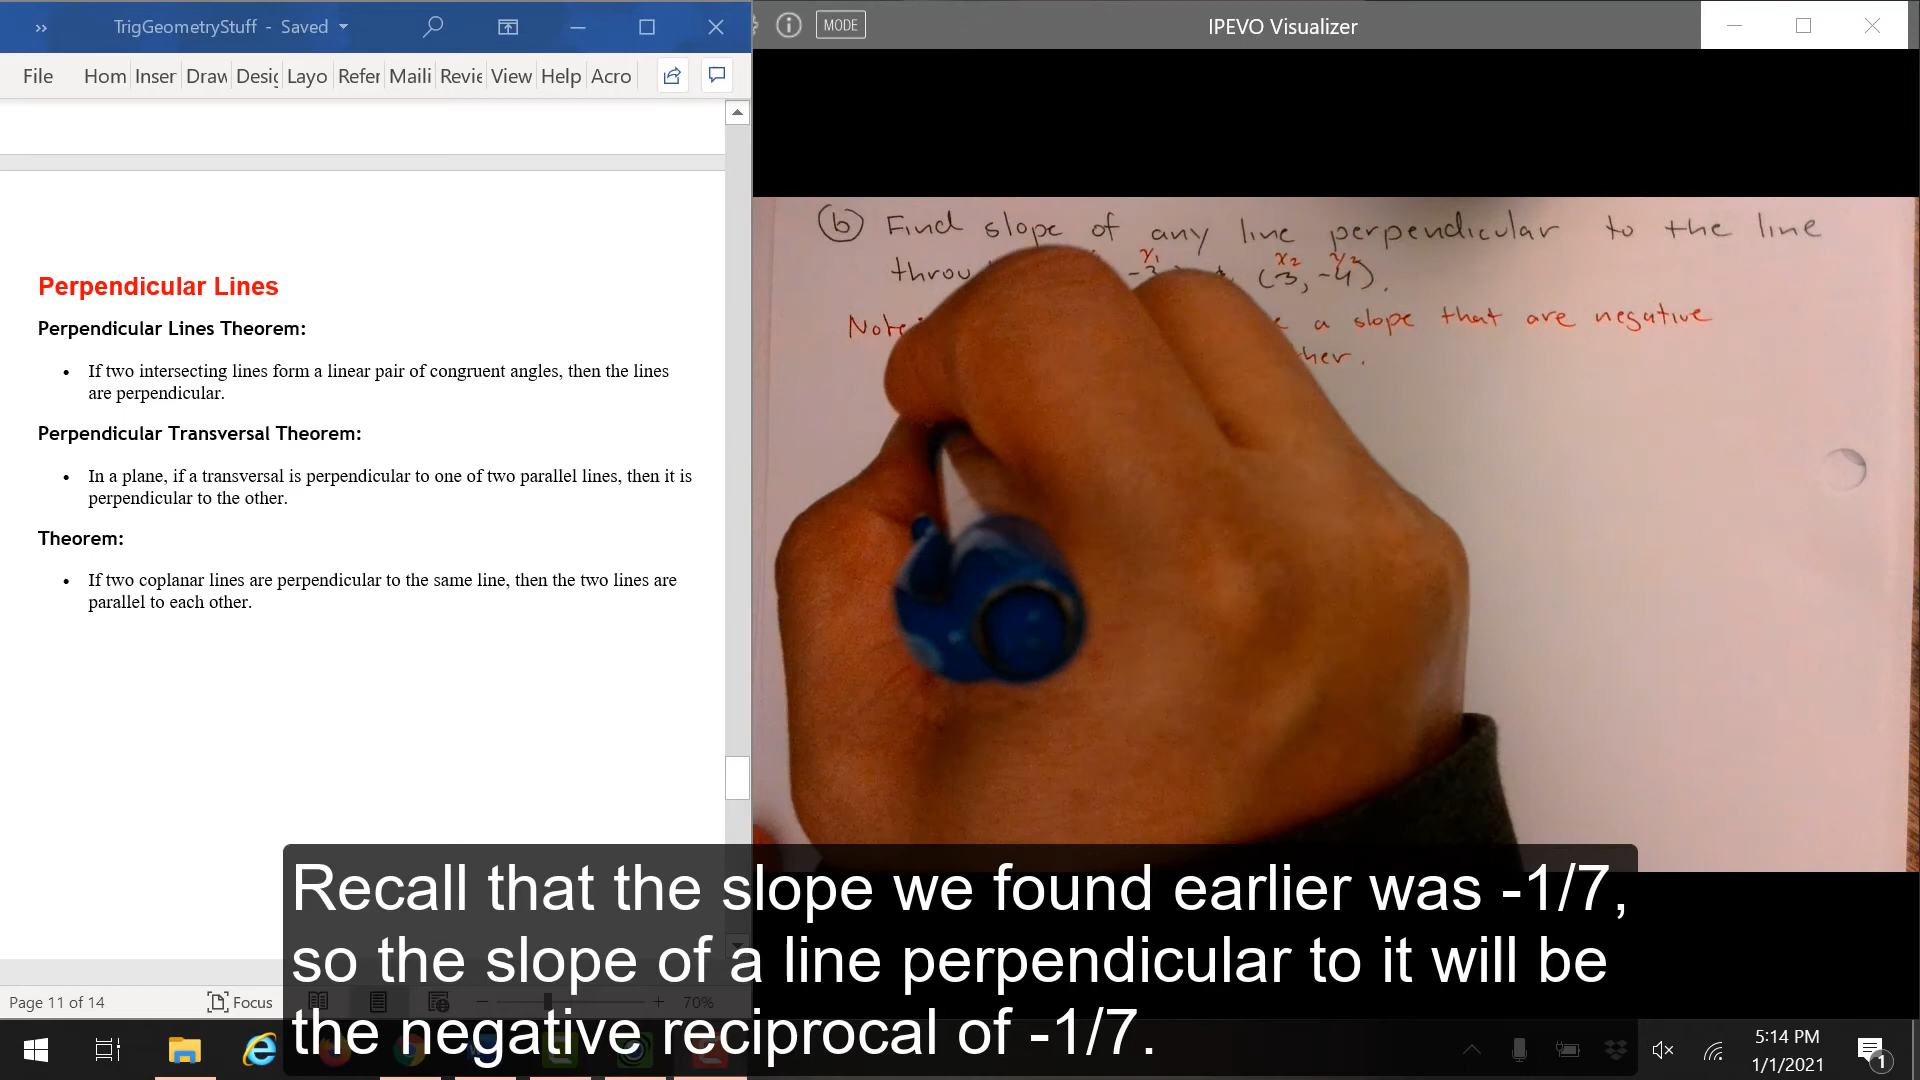 TrigGeometryStuff - Saved
MODE
IPEVO Visualizer
File Hom Inser Draw Desig Layo Refer Maili Revie View Help Acro
Perpendicular Lines
Perpendicular Lines Theorem:
• If two intersecting lines form a linear pair of congruent angles, then the lines
are perpendicular.
Perpendicular Transversal Theorem:
• In a plane, if a transversal is perpendicular to one of two parallel lines, then it is
perpendicular to the other.
Theorem:
• If two coplanar lines are perpendicular to the same line, then the two lines are
parallel to each other.
(b) Find slope of any line perpendicular to the line
x1 x2 y2
throu -3 (3, -4).
Note a slope that are negative
her.
Recall that the slope we found earlier was -1/7,
so the slope of a line perpendicular to it will be
the negative reciprocal of -1/7.
Page 11 of 14 Focus 70%
5:14 PM
1/1/2021
1